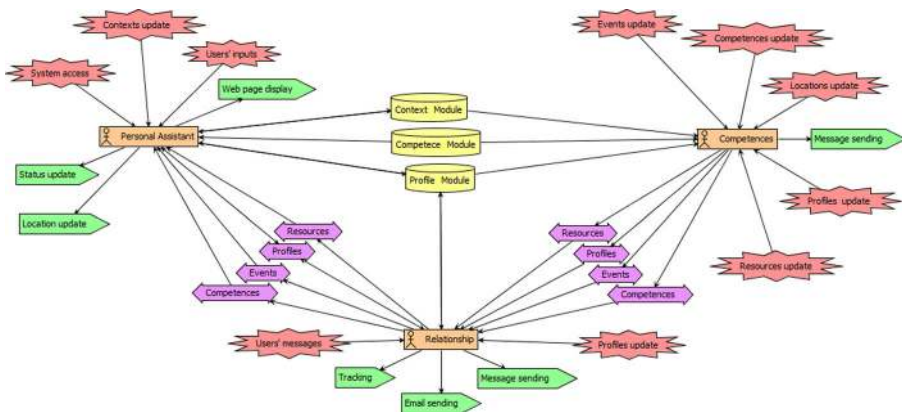 Contexts update
Events update
Competences update
Users' inputs
System access
Web page display
Locations update
Context Module
Personal Assistant
Competece Module
Competences
Message sending
Status update
Profile Module
Profiles update
Location update
Resources
Resources
Profiles
Profiles
Events
Events
Resources update
Competences
Competences
Users' messages
Relationship
Profiles update
Tracking
Message sending
Email sending